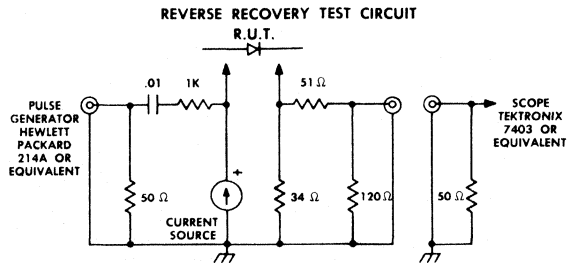 REVERSE RECOVERY TEST CIRCUIT
R.U.T.
.01
1K
51 Ω
PULSE
GENERATOR
HEWLETT
PACKARD
214A OR
EQUIVALENT
SCOPE
TEKTRONIX
7403 OR
EQUIVALENT
50 Ω
+
CURRENT
SOURCE
34 Ω
120 Ω
50 Ω